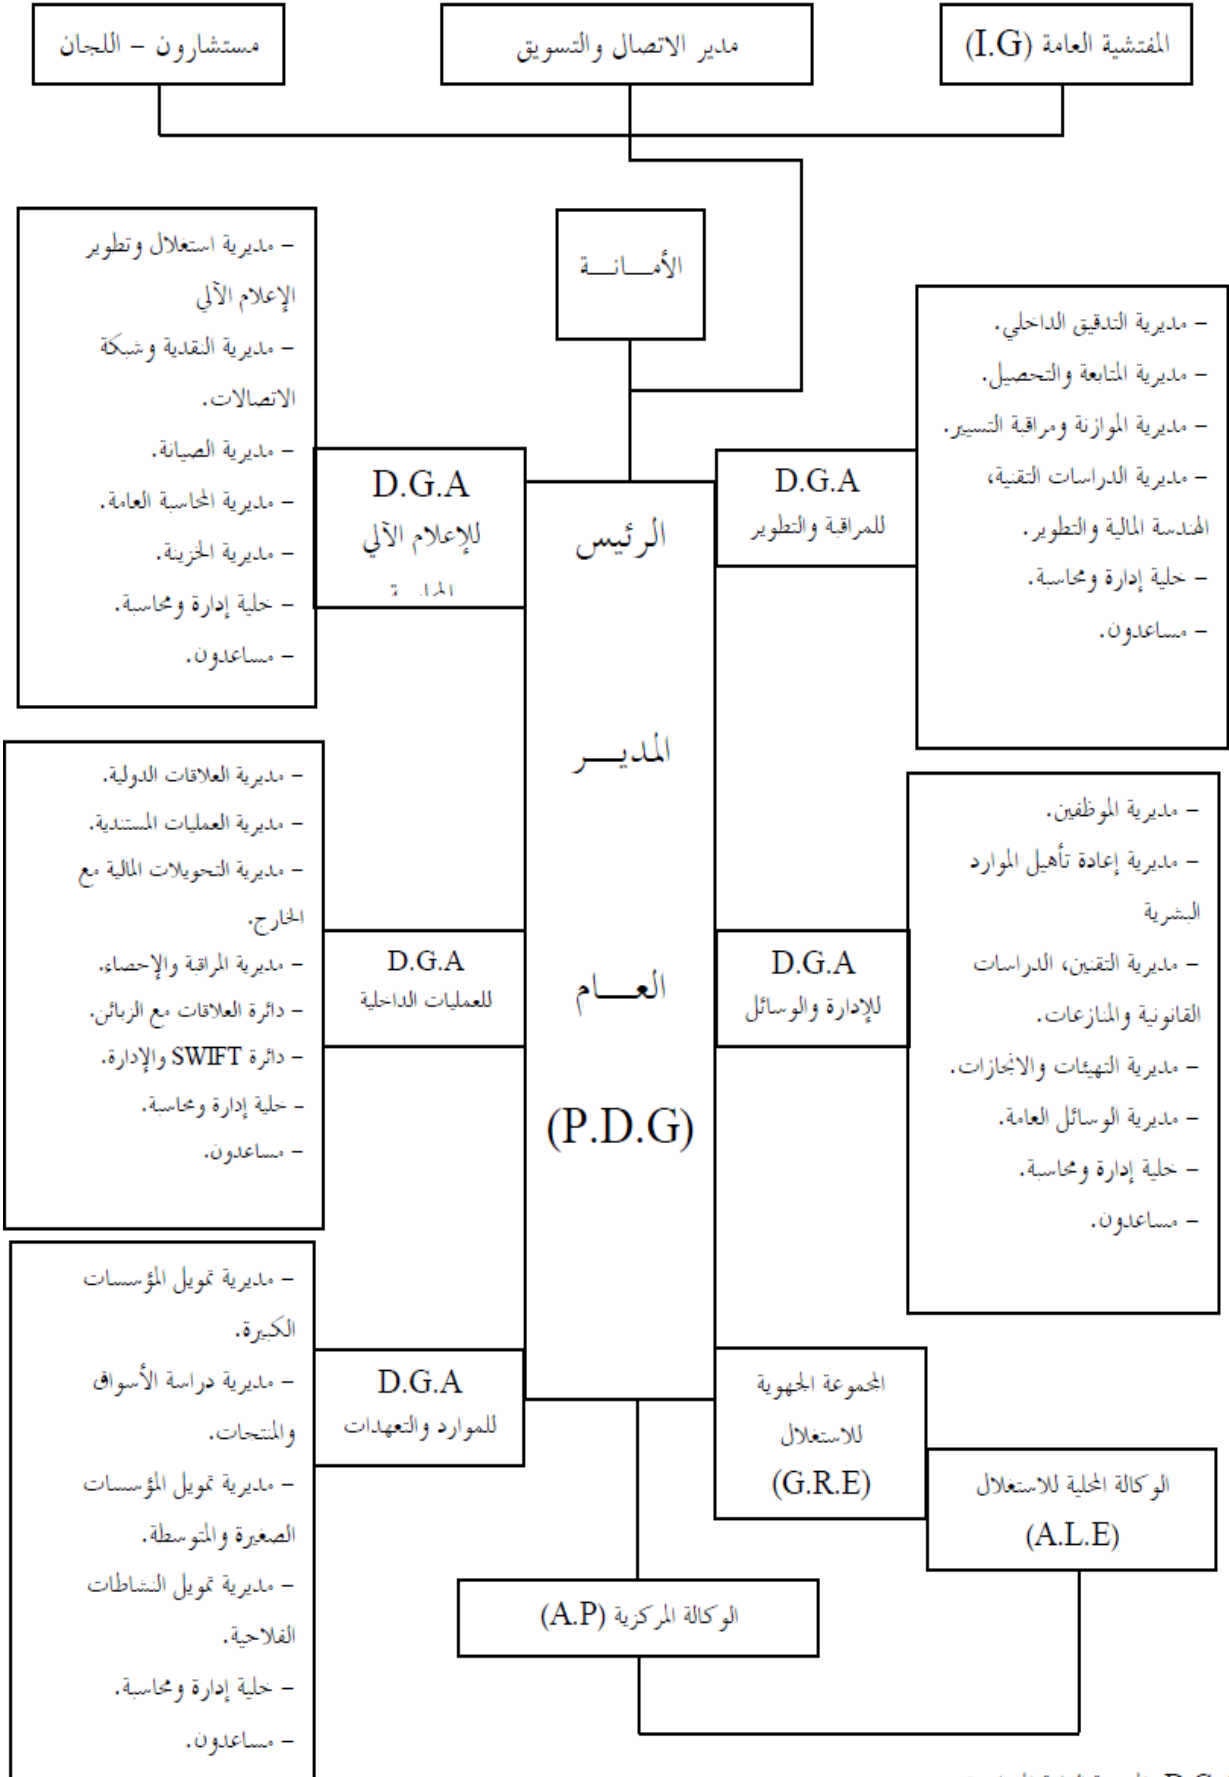 المفتشية العامة (I.G)
مدير الاتصال والتسويق
مستشارون – اللجان
الأمـــانـــة
– مديرية التدقيق الداخلي.
– مديرية المتابعة والتحصيل.
– مديرية الموازنة ومراقبة التسيير.
– مديرية الدراسات التقنية،
الهندسة المالية والتطوير.
– خلية إدارة ومحاسبة.
– مساعدون.
D.G.A
للمراقبة والتطوير
الرئيس
المديـــر
العـــام
(P.D.G)
D.G.A
للإعلام الآلي
– مديرية استغلال وتطوير
الإعلام الآلي
– مديرية النقدية وشبكة
الاتصالات.
– مديرية الصيانة.
– مديرية المحاسبة العامة.
– مديرية الخزينة.
– خلية إدارة ومحاسبة.
– مساعدون.
– مديرية الموظفين.
– مديرية إعادة تأهيل الموارد
البشرية
– مديرية التقنين، الدراسات
القانونية والمنازعات.
– مديرية التهيئات والانجازات.
– مديرية الوسائل العامة.
– خلية إدارة ومحاسبة.
– مساعدون.
D.G.A
للإدارة والوسائل
D.G.A
للعمليات الداخلية
– مديرية العلاقات الدولية.
– مديرية العمليات المستندية.
– مديرية التحويلات المالية مع
الخارج.
– مديرية المراقبة والإحصاء.
– دائرة العلاقات مع الزبائن.
– دائرة SWIFT والإدارة.
– خلية إدارة ومحاسبة.
– مساعدون.
المجموعة الجهوية
للاستغلال
(G.R.E)
الوكالة المحلية للاستغلال
(A.L.E)
D.G.A
للموارد والتعهدات
– مديرية تمويل المؤسسات
الكبيرة.
– مديرية دراسة الأسواق
والمنتجات.
– مديرية تمويل المؤسسات
الصغيرة والمتوسطة.
– مديرية تمويل النشاطات
الفلاحية.
– خلية إدارة ومحاسبة.
– مساعدون.
الوكالة المركزية (A.P)